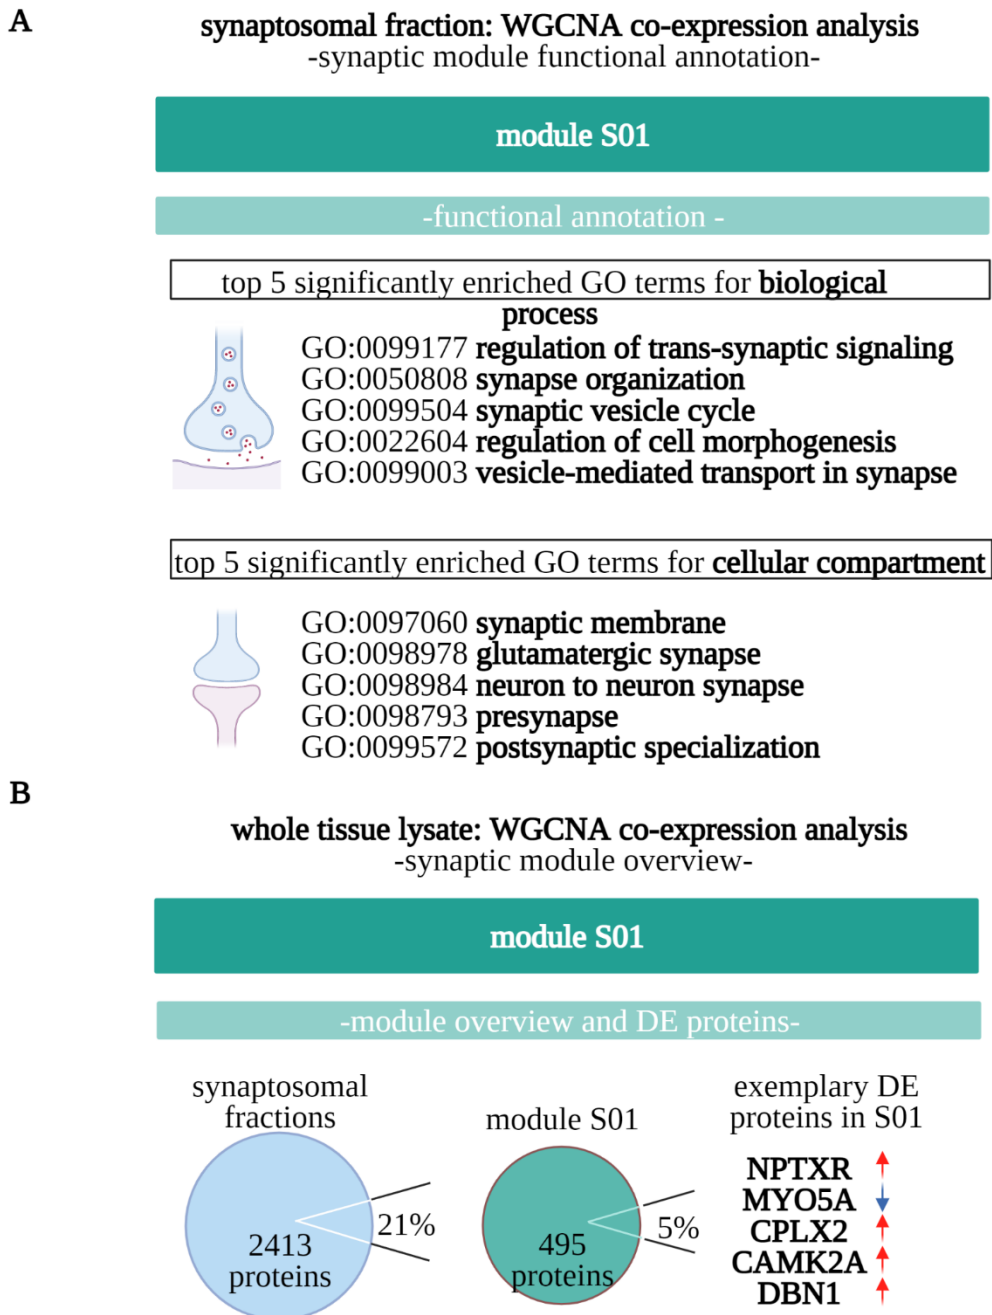 A
synaptosomal fraction: WGCNA co-expression analysis
-synaptic module functional annotation-
module S01
-functional annotation -
top 5 significantly enriched GO terms for biological
process
GO:0099177 regulation of trans-synaptic signaling
GO:0050808 synapse organization
GO:0099504 synaptic vesicle cycle
GO:0022604 regulation of cell morphogenesis
GO:0099003 vesicle-mediated transport in synapse
top 5 significantly enriched GO terms for cellular compartment
GO:0097060 synaptic membrane
GO:0098978 glutamatergic synapse
GO:0098984 neuron to neuron synapse
GO:0098793 presynapse
GO:0099572 postsynaptic specialization
B
whole tissue lysate: WGCNA co-expression analysis
-synaptic module overview-
module S01
-module overview and DE proteins-
synaptosomal
fractions
2413
proteins
21%
module S01
495
proteins
5%
exemplary DE
proteins in S01
NPTXR
MYO5A
CPLX2
CAMK2A
DBN1